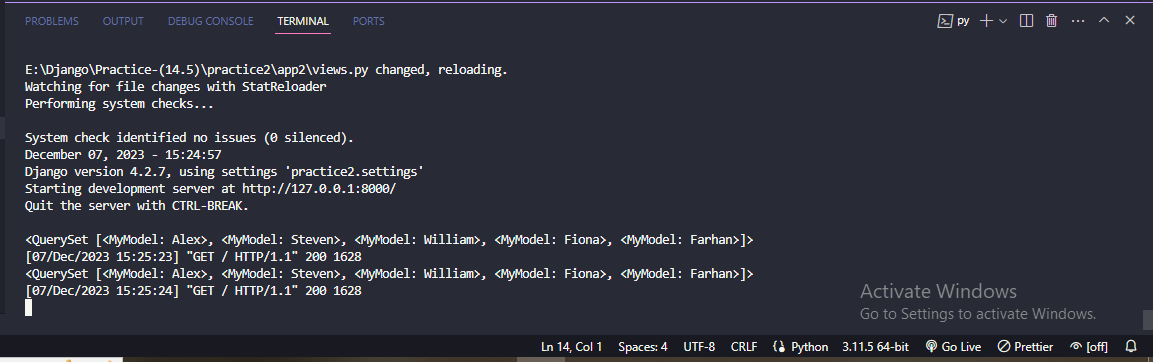 PROBLEMS OUTPUT DEBUG CONSOLE TERMINAL PORTS py
E:\Django\Practice-(14.5)\practice2\app2\views.py changed, reloading.
Watching for file changes with StatReloader
Performing system checks...
System check identified no issues (0 silenced).
December 07, 2023 - 15:24:57
Django version 4.2.7, using settings 'practice2.settings'
Starting development server at http://127.0.0.1:8000/
Quit the server with CTRL-BREAK.
<QuerySet [<MyModel: Alex>, <MyModel: Steven>, <MyModel: William>, <MyModel: Fiona>, <MyModel: Farhan>]>
[07/Dec/2023 15:25:23] "GET / HTTP/1.1" 200 1628
<QuerySet [<MyModel: Alex>, <MyModel: Steven>, <MyModel: William>, <MyModel: Fiona>, <MyModel: Farhan>]>
[07/Dec/2023 15:25:24] "GET / HTTP/1.1" 200 1628
Activate Windows
Go to Settings to activate Windows.
Ln 14, Col 1 Spaces: 4 UTF-8 CRLF Python 3.11.5 64-bit Go Live Prettier [off]